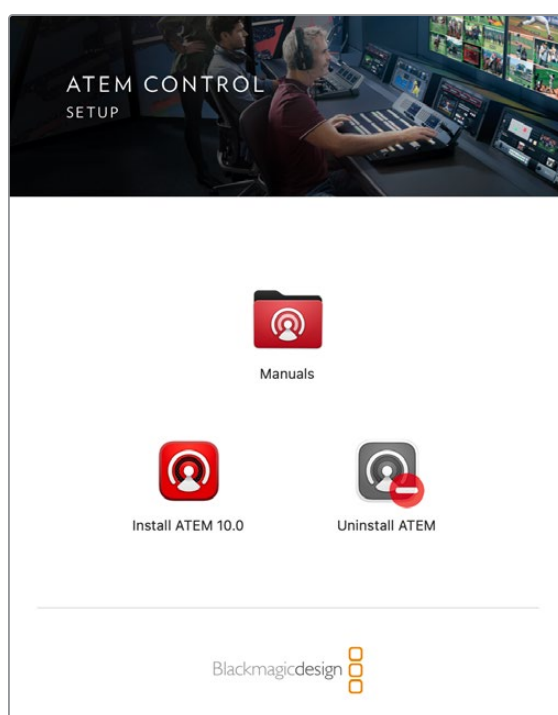 ATEM CONTROL
SETUP
Manuals
Install ATEM 10.0
Uninstall ATEM
Blackmagicdesign